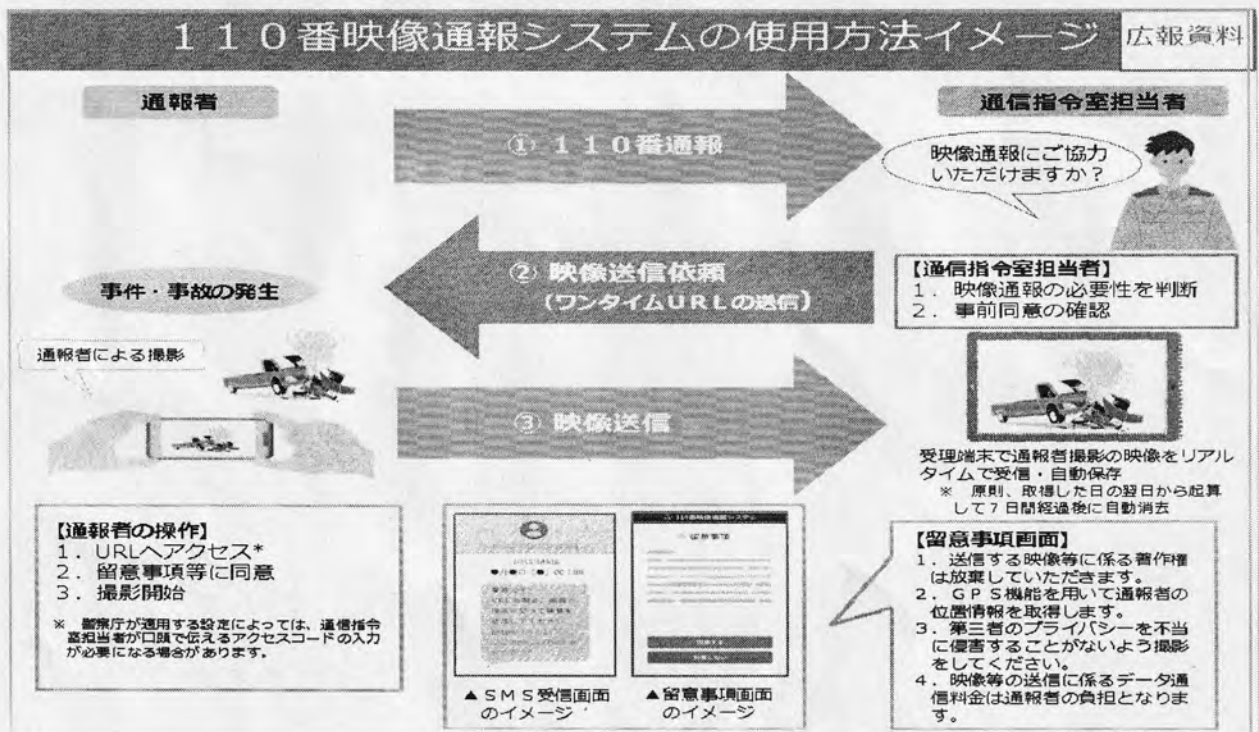 110番映像通報システムの使用方法イメージ
広報資料
通報者
①110番通報
通信指令室担当者
映像通報にご協力
いただけますか?
②映像送信依頼
(ワンタイムURLの送信)
事件・事故の発生
【通信指令室担当者】
1.映像通報の必要性を判断
2.事前同意の確認
通報者による撮影
③映像送信
受理端末で通報者撮影の映像をリアル
タイムで受信・自動保存
※ 原則、取得した日の翌日から起算
して7日間経過後に自動消去
【通報者の操作】
1.URLへアクセス*
2.留意事項等に同意
3.撮影開始
※ 警察庁が適用する設定によっては、通信指令
室担当者が口頭で伝えるアクセスコードの入力
が必要になる場合があります。
▲SMS受信画面
のイメージ
110番映像通報システム
▲留意事項画面
のイメージ
【留意事項画面】
1.送信する映像等に係る著作権
は放棄していただきます。
2.GPS機能を用いて通報者の
位置情報を取得します。
3.第三者のプライバシーを不当
に侵害することがないよう撮影
をしてください。
4.映像等の送信に係るデータ通
信料金は通報者の負担となりま
す。